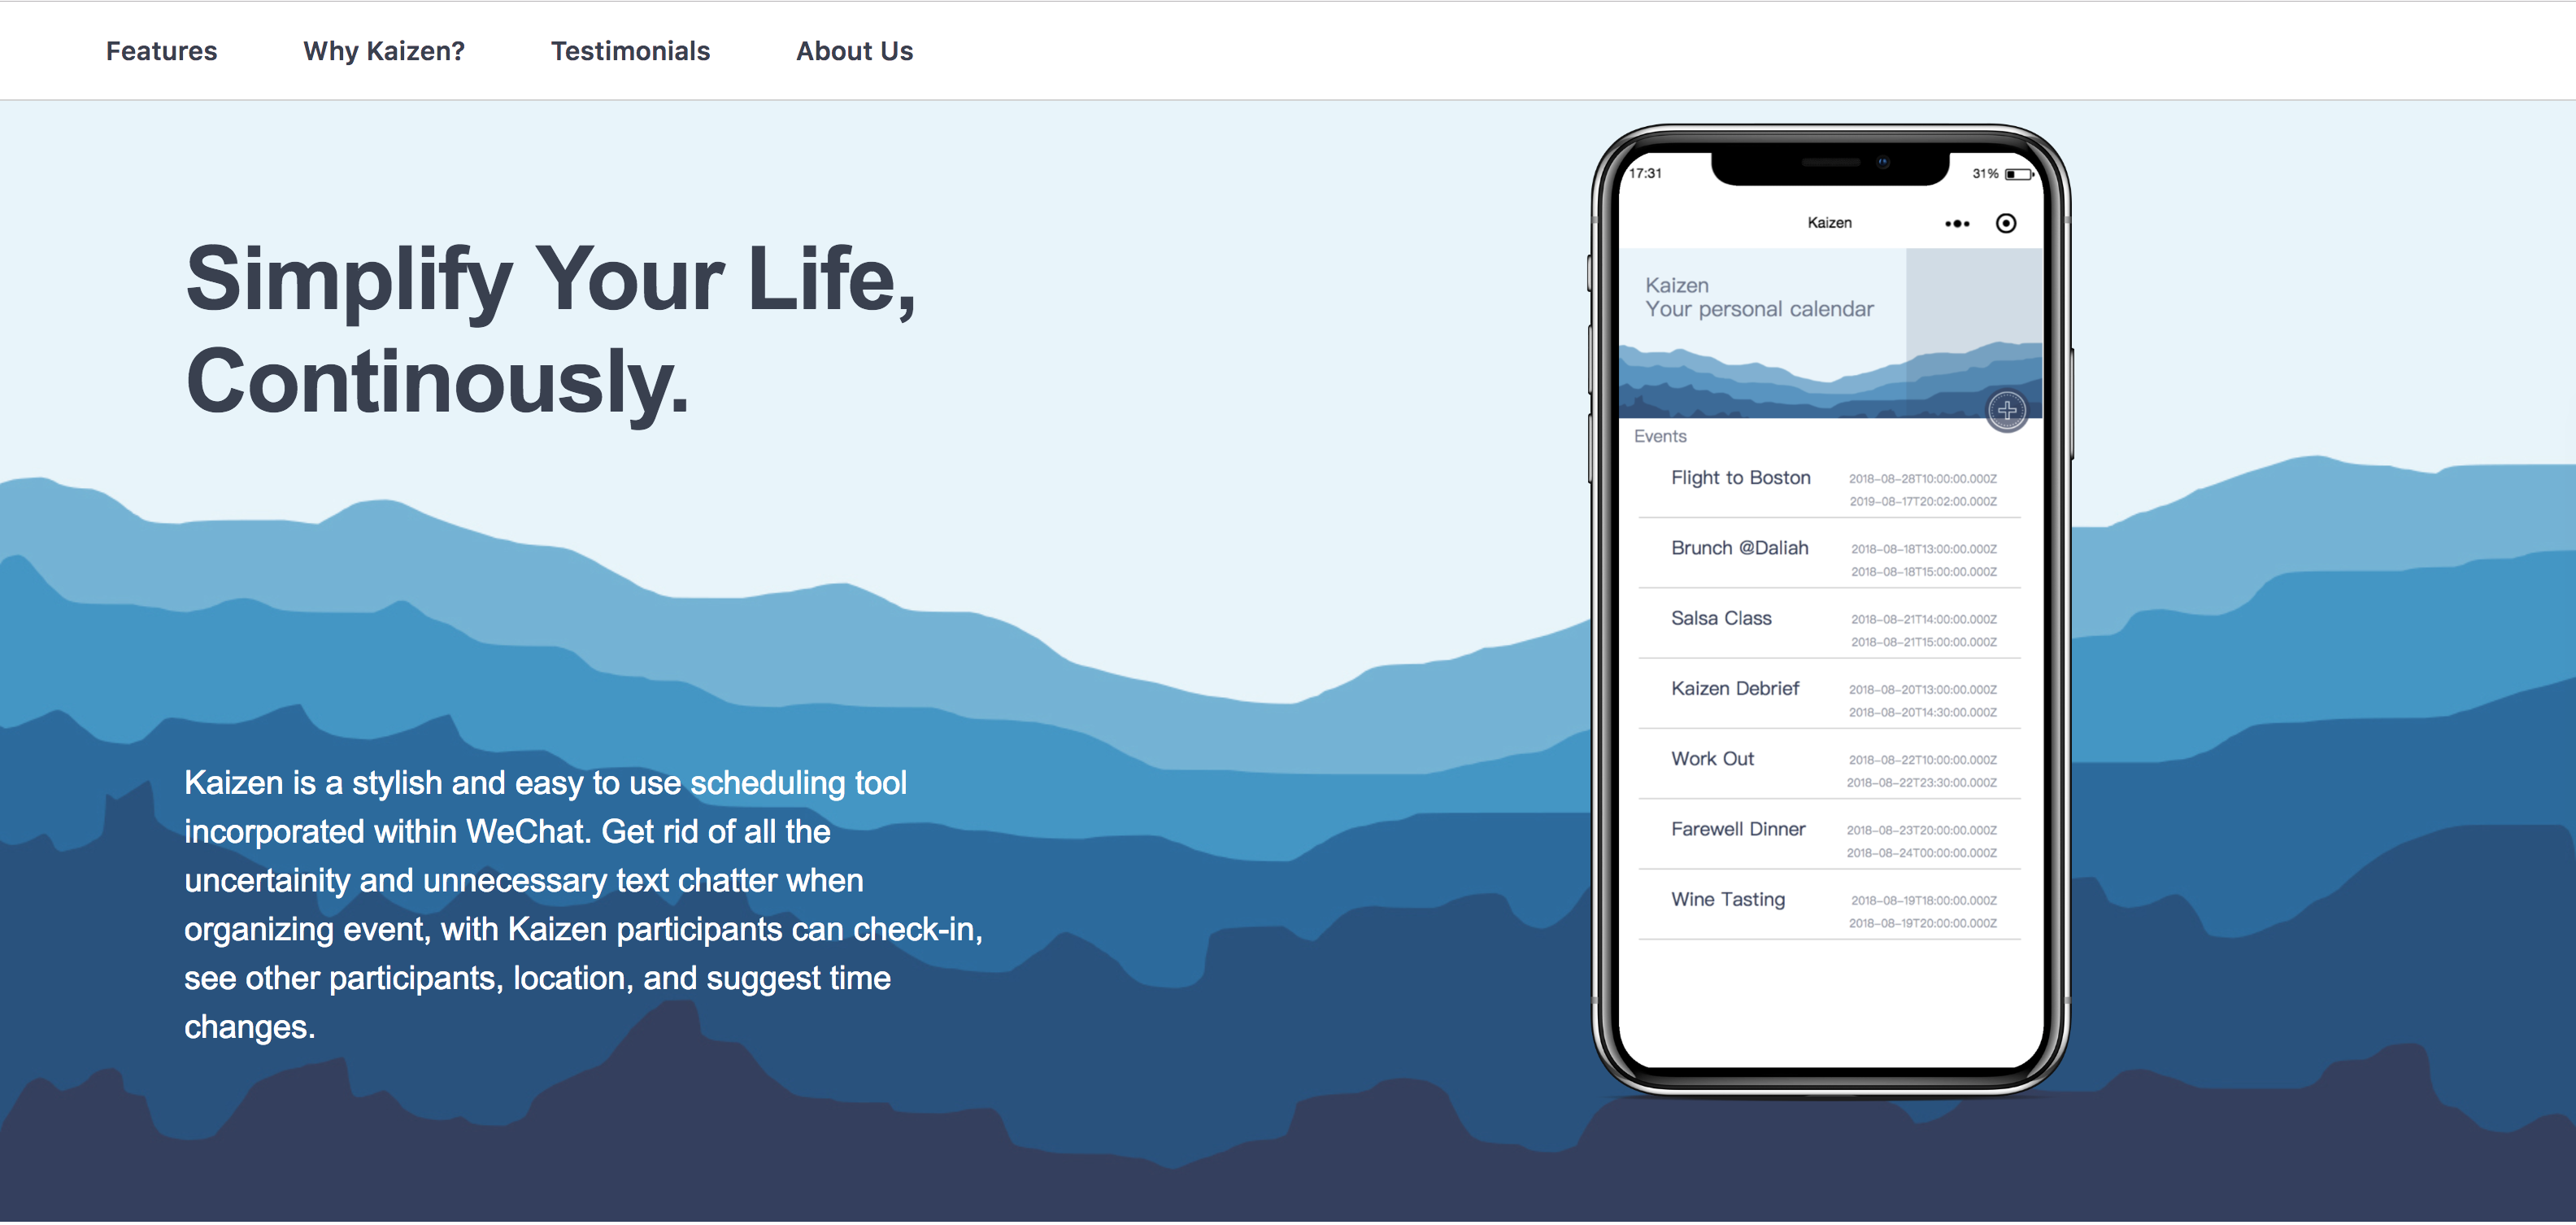 Features
Why Kaizen?
Testimonials
About Us
Simplify Your Life,
Continously.
Kaizen is a stylish and easy to use scheduling tool
incorporated within WeChat. Get rid of all the
uncertainity and unnecessary text chatter when
organizing event, with Kaizen participants can check-in,
see other participants, location, and suggest time
changes.
17:31
31%
Kaizen
Kaizen
Your personal calendar
Events
Flight to Boston
2018-08-28T10:00:00.000Z
2019-08-17T20:02:00.000Z
Brunch @Daliah
2018-08-18T13:00:00.000Z
2018-08-18T15:00:00.000Z
Salsa Class
2018-08-21T14:00:00.000Z
2018-08-21T15:00:00.000Z
Kaizen Debrief
2018-08-20T13:00:00.000Z
2018-08-20T14:30:00.000Z
Work Out
2018-08-22T10:00:00.000Z
2018-08-22T23:30:00.000Z
Farewell Dinner
2018-08-23T20:00:00.000Z
2018-08-24T00:00:00.000Z
Wine Tasting
2018-08-19T18:00:00.000Z
2018-08-19T20:00:00.000Z